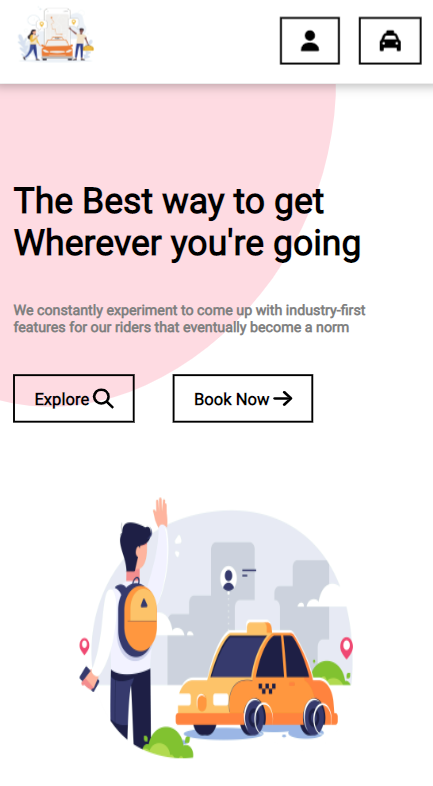 The Best way to get
Wherever you're going
We constantly experiment to come up with industry-first
features for our riders that eventually become a norm
Explore
Book Now